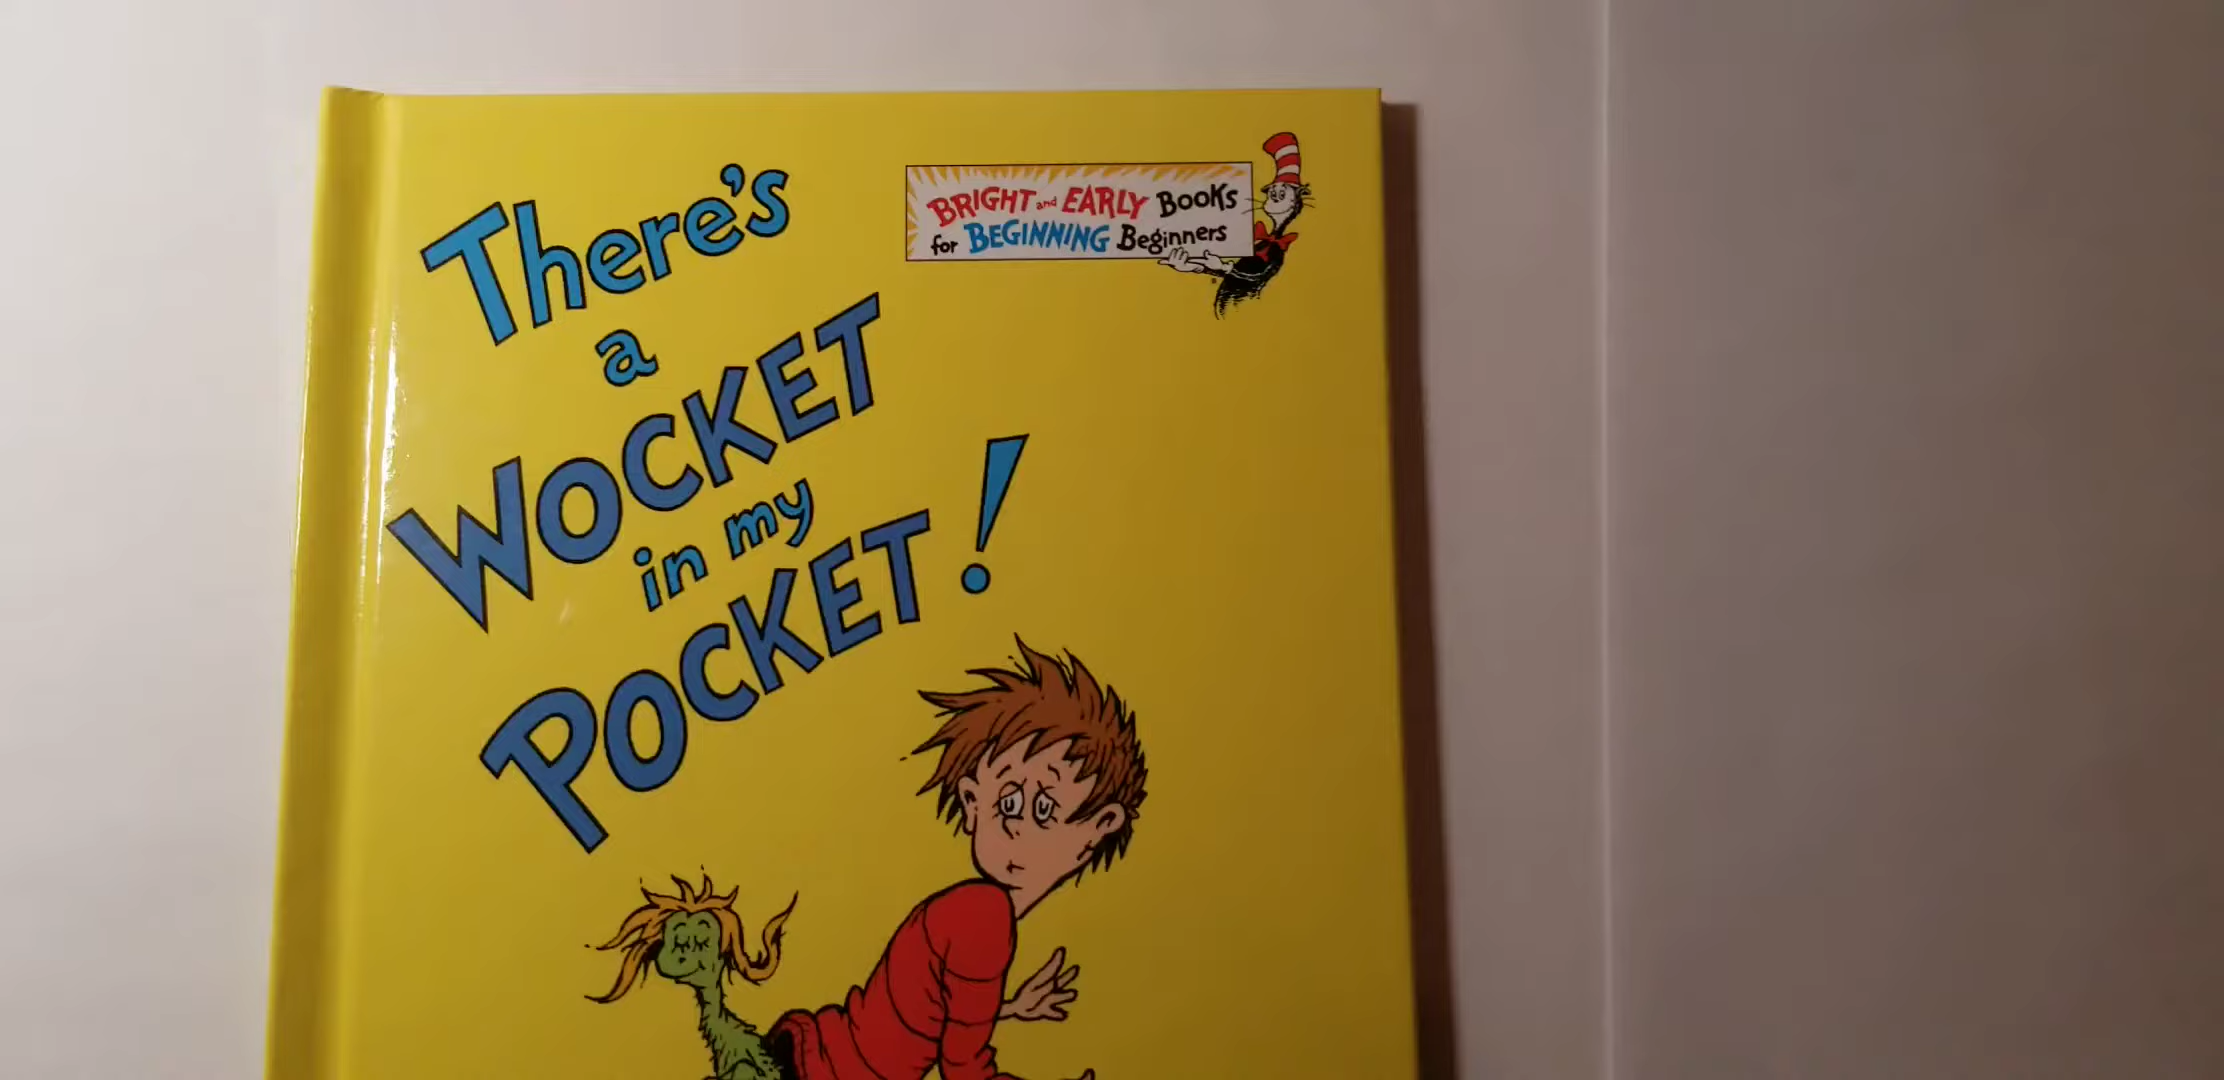 There's
a
WOCKET
in my
POCKET!
BRIGHT and EARLY BOOKS
for BEGINNING Beginners